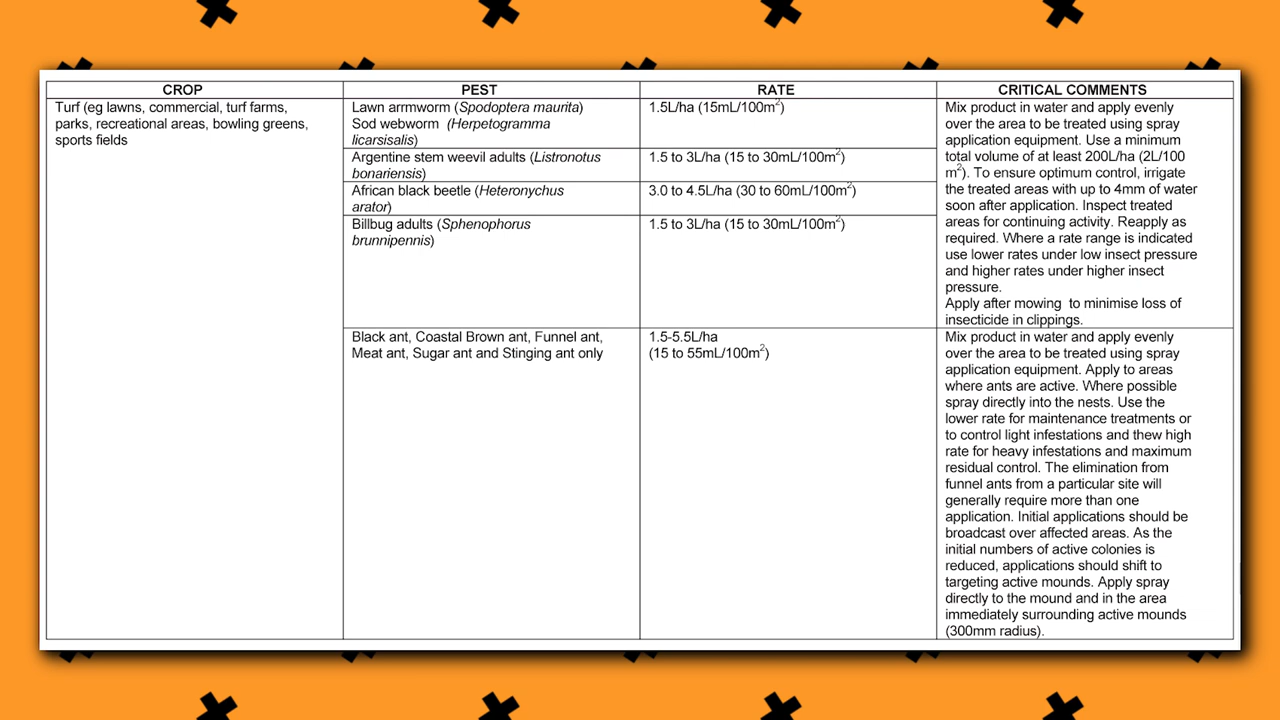 CROP
PEST
RATE
CRITICAL COMMENTS
Turf (eg lawns, commercial, turf farms,
parks, recreational areas, bowling greens,
sports fields
Lawn arrmworm (Spodoptera maurita)
Sod webworm (Herpetogramma
licarsisalis)
1.5L/ha (15mL/100m²)
Argentine stem weevil adults (Listronotus
bonariensis)
1.5 to 3L/ha (15 to 30mL/100m²)
African black beetle (Heteronychus
arator)
3.0 to 4.5L/ha (30 to 60mL/100m²)
Billbug adults (Sphenophorus
brunnipennis)
1.5 to 3L/ha (15 to 30mL/100m²)
Mix product in water and apply evenly
over the area to be treated using spray
application equipment. Use a minimum
total volume of at least 200L/ha (2L/100
m²). To ensure optimum control, irrigate
the treated areas with up to 4mm of water
soon after application. Inspect treated
areas for continuing activity. Reapply as
required. Where a rate range is indicated
use lower rates under low insect pressure
and higher rates under higher insect
pressure.
Apply after mowing to minimise loss of
insecticide in clippings.
Black ant, Coastal Brown ant, Funnel ant,
Meat ant, Sugar ant and Stinging ant only
1.5-5.5L/ha
(15 to 55mL/100m²)
Mix product in water and apply evenly
over the area to be treated using spray
application equipment. Apply to areas
where ants are active. Where possible
spray directly into the nests. Use the
lower rate for maintenance treatments or
to control light infestations and thew high
rate for heavy infestations and maximum
residual control. The elimination from
funnel ants from a particular site will
generally require more than one
application. Initial applications should be
broadcast over affected areas. As the
initial numbers of active colonies is
reduced, applications should shift to
targeting active mounds. Apply spray
directly to the mound and in the area
immediately surrounding active mounds
(300mm radius).